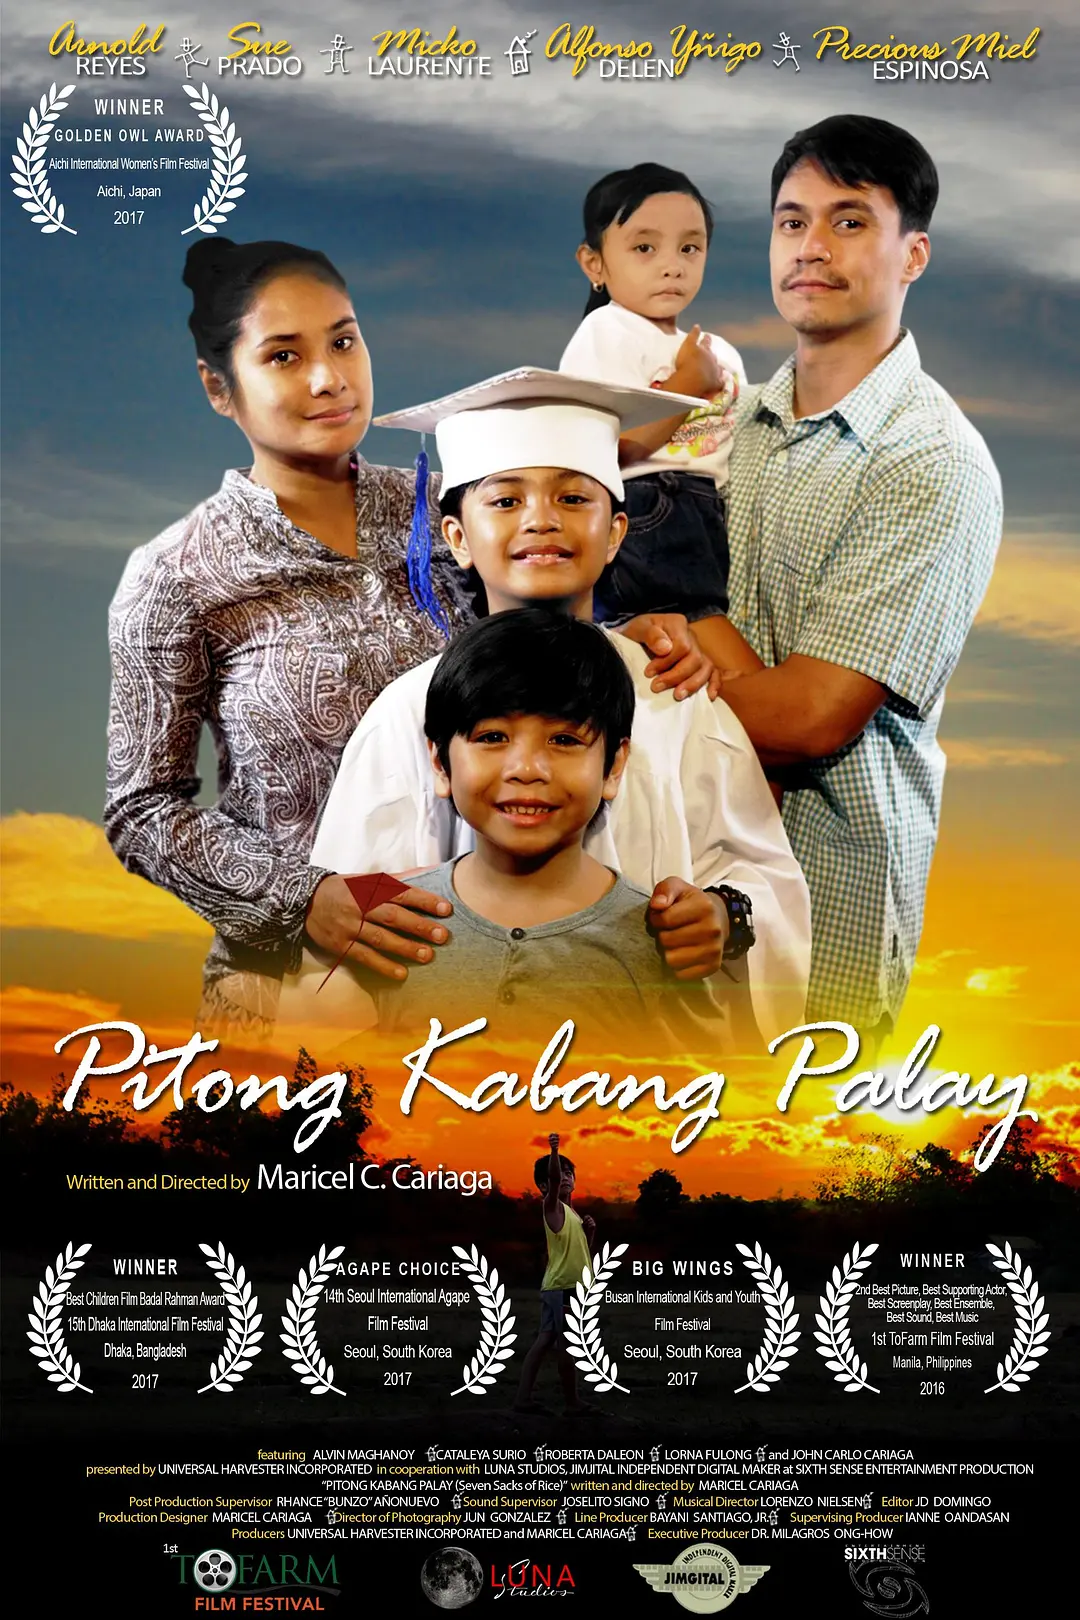 Arnold REYES
Sue PRADO
Micko LAURENTE
Alfonso Yñigo DELEN
Precious Miel ESPINOSA
WINNER
GOLDEN OWL AWARD
Aichi International Women's Film Festival
Aichi, Japan
2017
Pitong Kabang Palay
Written and Directed by Maricel C. Cariaga
WINNER
Best Children Film Badal Rahman Award
15th Dhaka International Film Festival
Dhaka, Bangladesh
2017
AGAPE CHOICE
14th Seoul International Agape
Film Festival
Seoul, South Korea
2017
BIG WINGS
Busan International Kids and Youth
Film Festival
Seoul, South Korea
2017
WINNER
2nd Best Picture, Best Supporting Actor,
Best Screenplay, Best Ensemble,
Best Sound, Best Music
1st ToFarm Film Festival
Manila, Philippines
2016
featuring ALVIN MAGHANOY CATALEYA SURIO ROBERTA DALEON LORNA FULONG and JOHN CARLO CARIAGA
presented by UNIVERSAL HARVESTER INCORPORATED in cooperation with LUNA STUDIOS, JIMJITAL INDEPENDENT DIGITAL MAKER at SIXTH SENSE ENTERTAINMENT PRODUCTION
"PITONG KABANG PALAY (Seven Sacks of Rice)" written and directed by MARICEL CARIAGA
Post Production Supervisor RHANCE "BUNZO" AÑONUEVO Sound Supervisor JOSELITO SIGNO Musical Director LORENZO NIELSEN Editor JD DOMINGO
Production Designer MARICEL CARIAGA Director of Photography JUN GONZALEZ Line Producer BAYANI SANTIAGO, JR. Supervising Producer IANNE OANDASAN
Producers UNIVERSAL HARVESTER INCORPORATED and MARICEL CARIAGA Executive Producer DR. MILAGROS ONG-HOW
1st
TOFARM
FILM FESTIVAL
LUNA
Studios
INDEPENDENT DIGITAL
JIMGITAL
MAKER
SIXTHSENSE